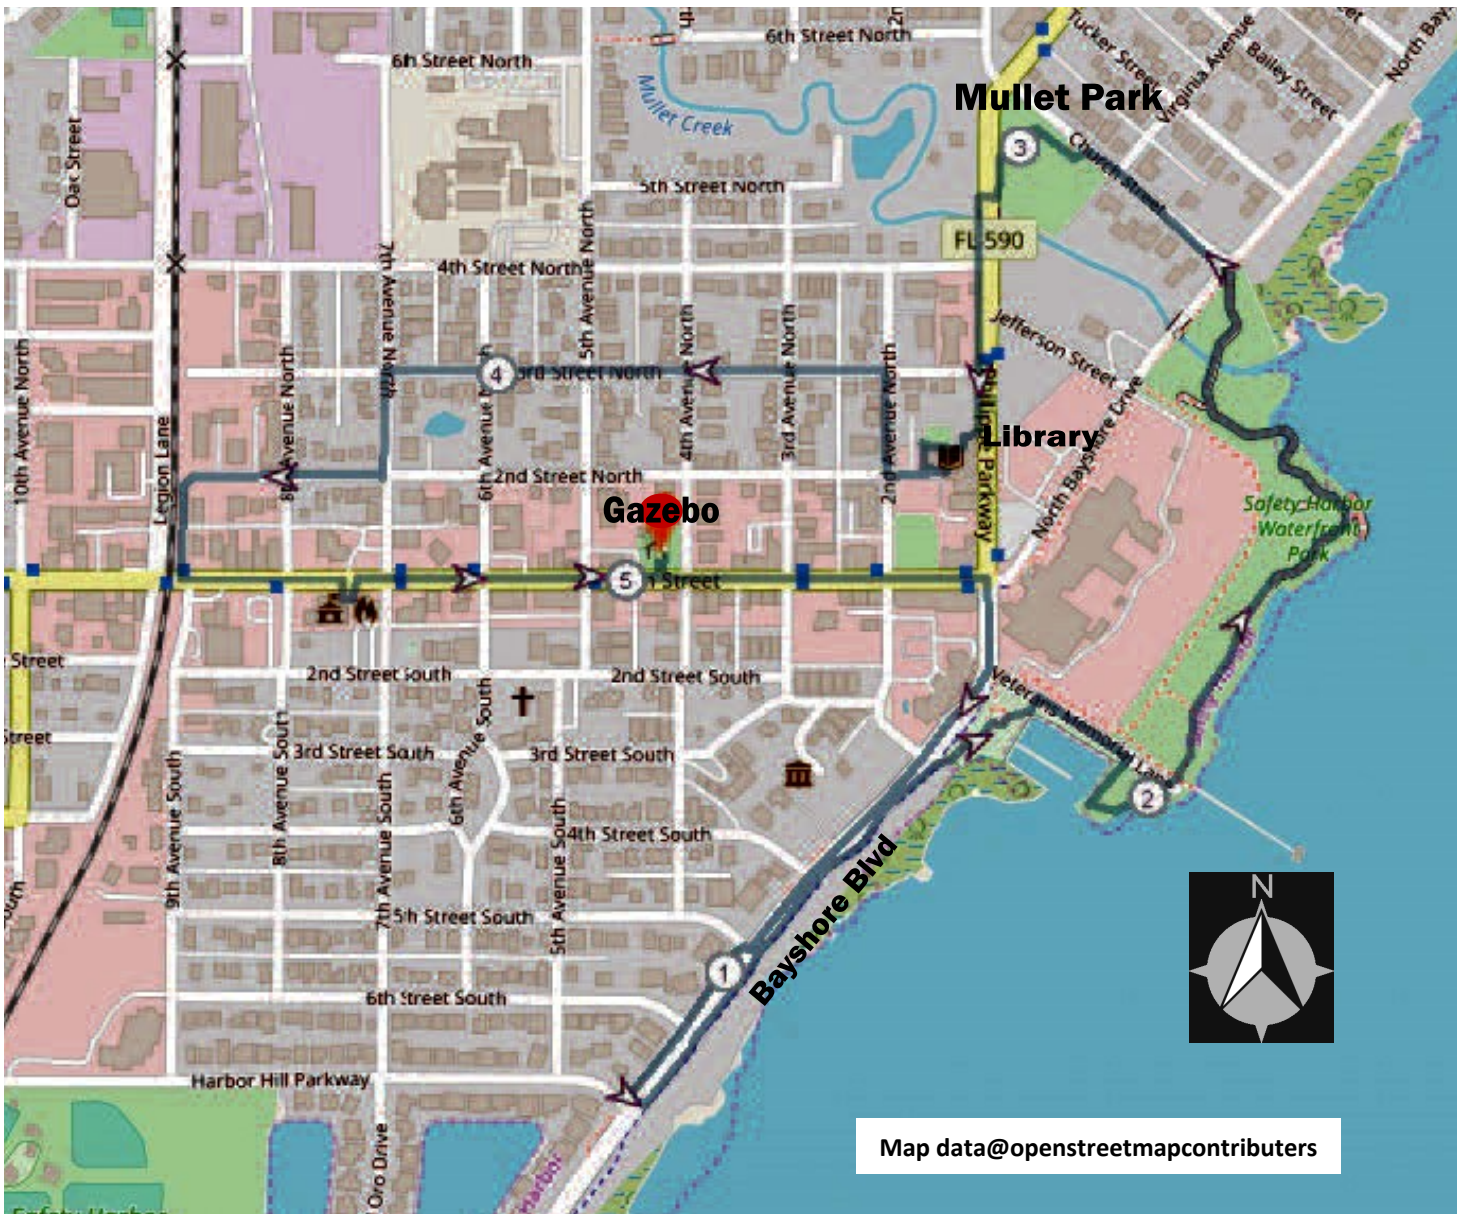 6th Street North
6th Street North
Tucker Street
Virginia Avenue
Bailey Street
North Bay
Mullet Park
Mullet Creek
Oak Street
3
Church Street
5th Street North
FL 590
4th Street North
7th Avenue North
5th Avenue North
Jefferson Street
10th Avenue North
Avenue North
6th
4
3rd Street North
4th Avenue North
3rd Avenue North
2nd Avenue North
Parkway
Library
North Bayshore Drive
Legion Lane
2nd Street North
Gazebo
Safety Harbor
Waterfront
Park
5
Street
Street
2nd Street South
2nd Street South
Veterans Memorial Lane
Street
3rd Street South
3rd Street South
6th Avenue South
2
9th Avenue South
8th Avenue South
7th Avenue South
5th Avenue South
4th Street South
Bayshore Blvd
N
5th Street South
1
6th Street South
Harbor Hill Parkway
Oro Drive
Harbor
Map data@openstreetmapcontributers
Safety Harbor